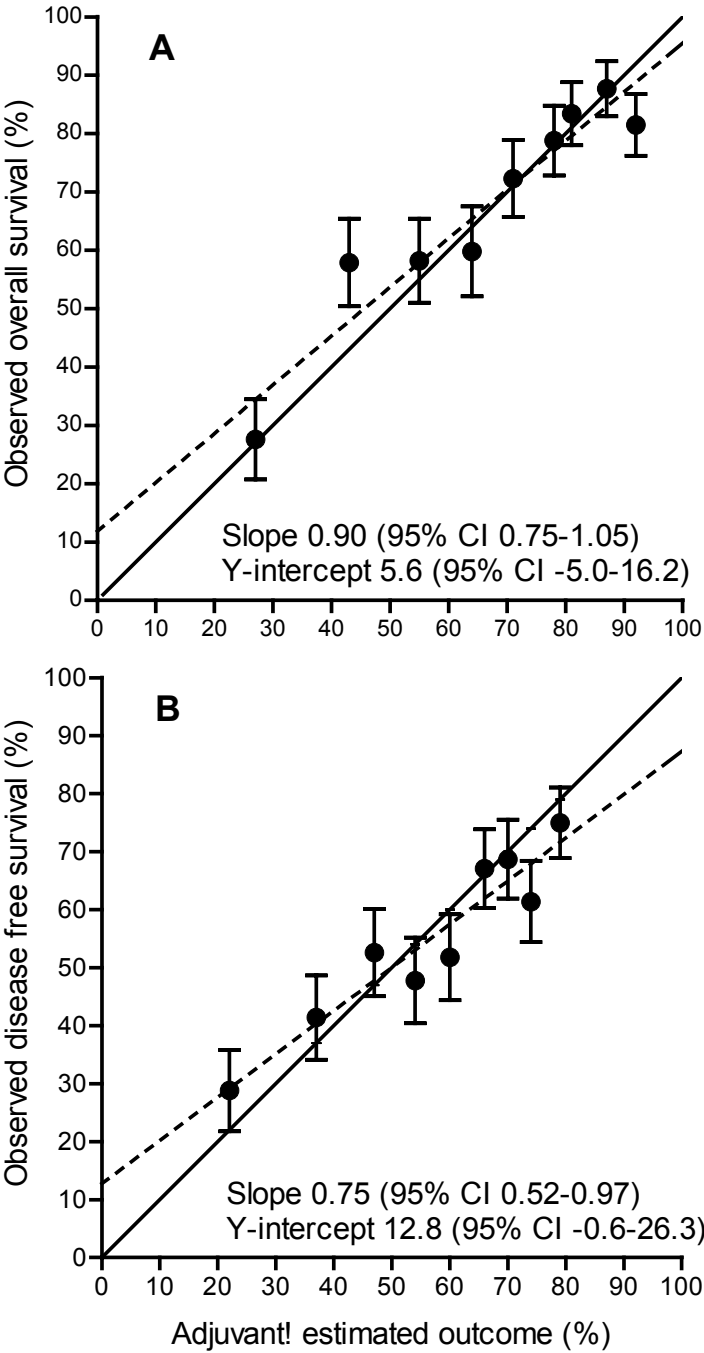 A
Observed overall survival (%)
100
90
80
70
60
50
40
30
20
10
0
Slope 0.90 (95% CI 0.75-1.05)
Y-intercept 5.6 (95% CI -5.0-16.2)
0 10 20 30 40 50 60 70 80 90 100
B
Observed disease free survival (%)
100
90
80
70
60
50
40
30
20
10
0
Slope 0.75 (95% CI 0.52-0.97)
Y-intercept 12.8 (95% CI -0.6-26.3)
0 10 20 30 40 50 60 70 80 90 100
Adjuvant! estimated outcome (%)